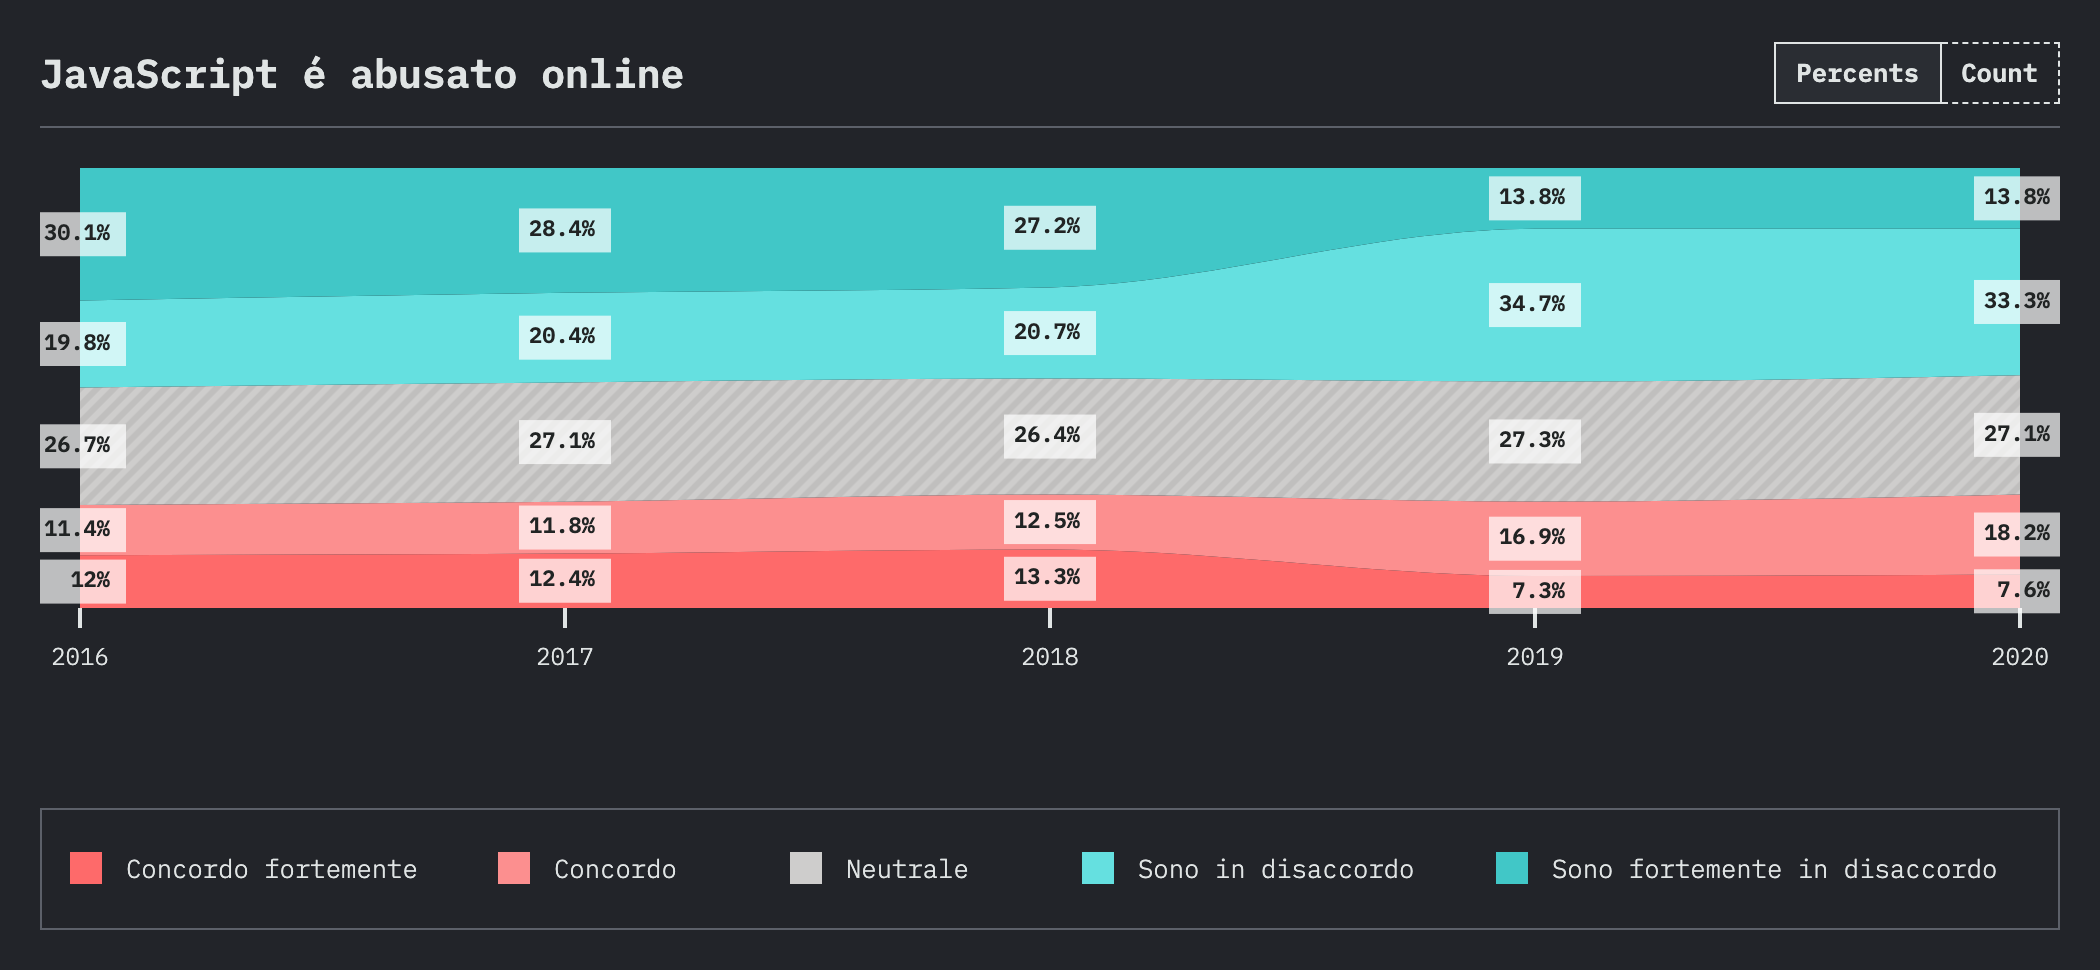 JavaScript é abusato online
Percents Count
30.1% 28.4% 27.2% 13.8% 13.8%
19.8% 20.4% 20.7% 34.7% 33.3%
26.7% 27.1% 26.4% 27.3% 27.1%
11.4% 11.8% 12.5% 16.9% 18.2%
12% 12.4% 13.3% 7.3% 7.6%
2016 2017 2018 2019 2020
Concordo fortemente Concordo Neutrale Sono in disaccordo Sono fortemente in disaccordo